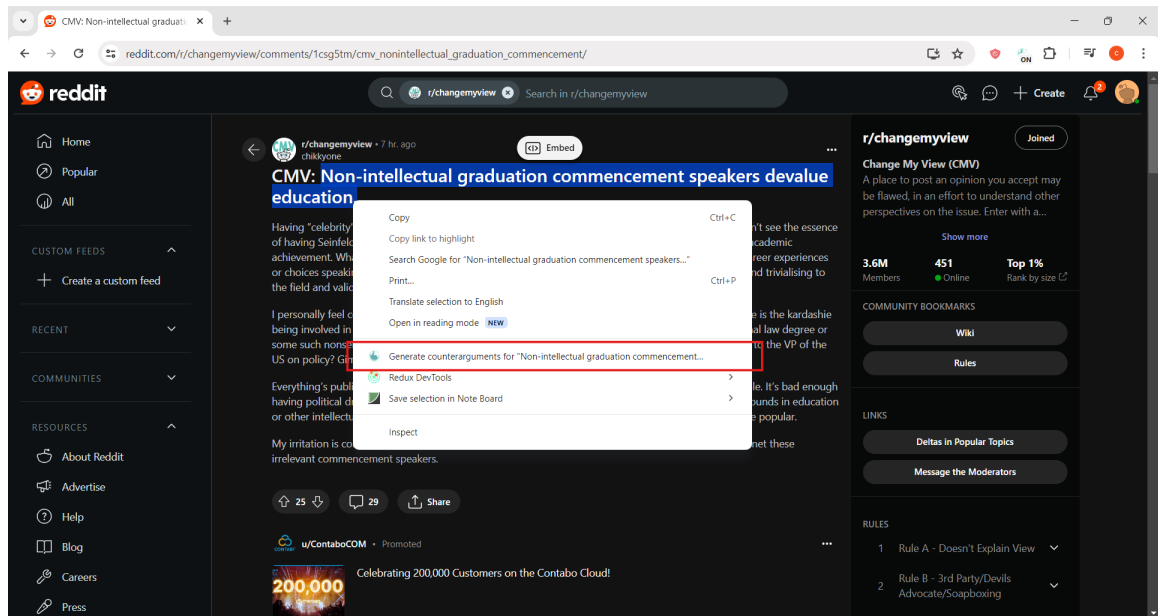 CMV: Non-intellectual graduati
reddit.com/r/changemyview/comments/1csg5tm/cmv_nonintellectual_graduation_commencement/
ON
C
reddit
r/changemyview
Search in r/changemyview
Create
2
Home
Popular
All
CUSTOM FEEDS
Create a custom feed
RECENT
COMMUNITIES
RESOURCES
About Reddit
Advertise
Help
Blog
Careers
Press
r/changemyview • 7 hr. ago
chikkyone
Embed
CMV: Non-intellectual graduation commencement speakers devalue
education
Having "celebrity"
n't see the essence
of having Seinfeld
academic
achievement. Wha
reer experiences
or choices speakin
nd trivialising to
the field and valid
I personally feel c
e is the kardashie
being involved in
al law degree or
some such nonse
to the VP of the
US on policy? Gim
Everything's publi
le. It's bad enough
having political d
ounds in education
or other intellectu
e popular.
My irritation is co
net these
irrelevant commencement speakers.
Copy
Ctrl+C
Copy link to highlight
Search Google for "Non-intellectual graduation commencement speakers..."
Print...
Ctrl+P
Translate selection to English
Open in reading mode NEW
Generate counterarguments for "Non-intellectual graduation commencement...
Redux DevTools
Save selection in Note Board
Inspect
25
29
Share
CONTABO
u/ContaboCOM • Promoted
Celebrating 200,000 Customers on the Contabo Cloud!
200,000
r/changemyview
Joined
Change My View (CMV)
A place to post an opinion you accept may
be flawed, in an effort to understand other
perspectives on the issue. Enter with a...
Show more
3.6M
451
Top 1%
Members
Online
Rank by size
COMMUNITY BOOKMARKS
Wiki
Rules
LINKS
Deltas in Popular Topics
Message the Moderators
RULES
1 Rule A - Doesn't Explain View
2 Rule B - 3rd Party/Devils
Advocate/Soapboxing